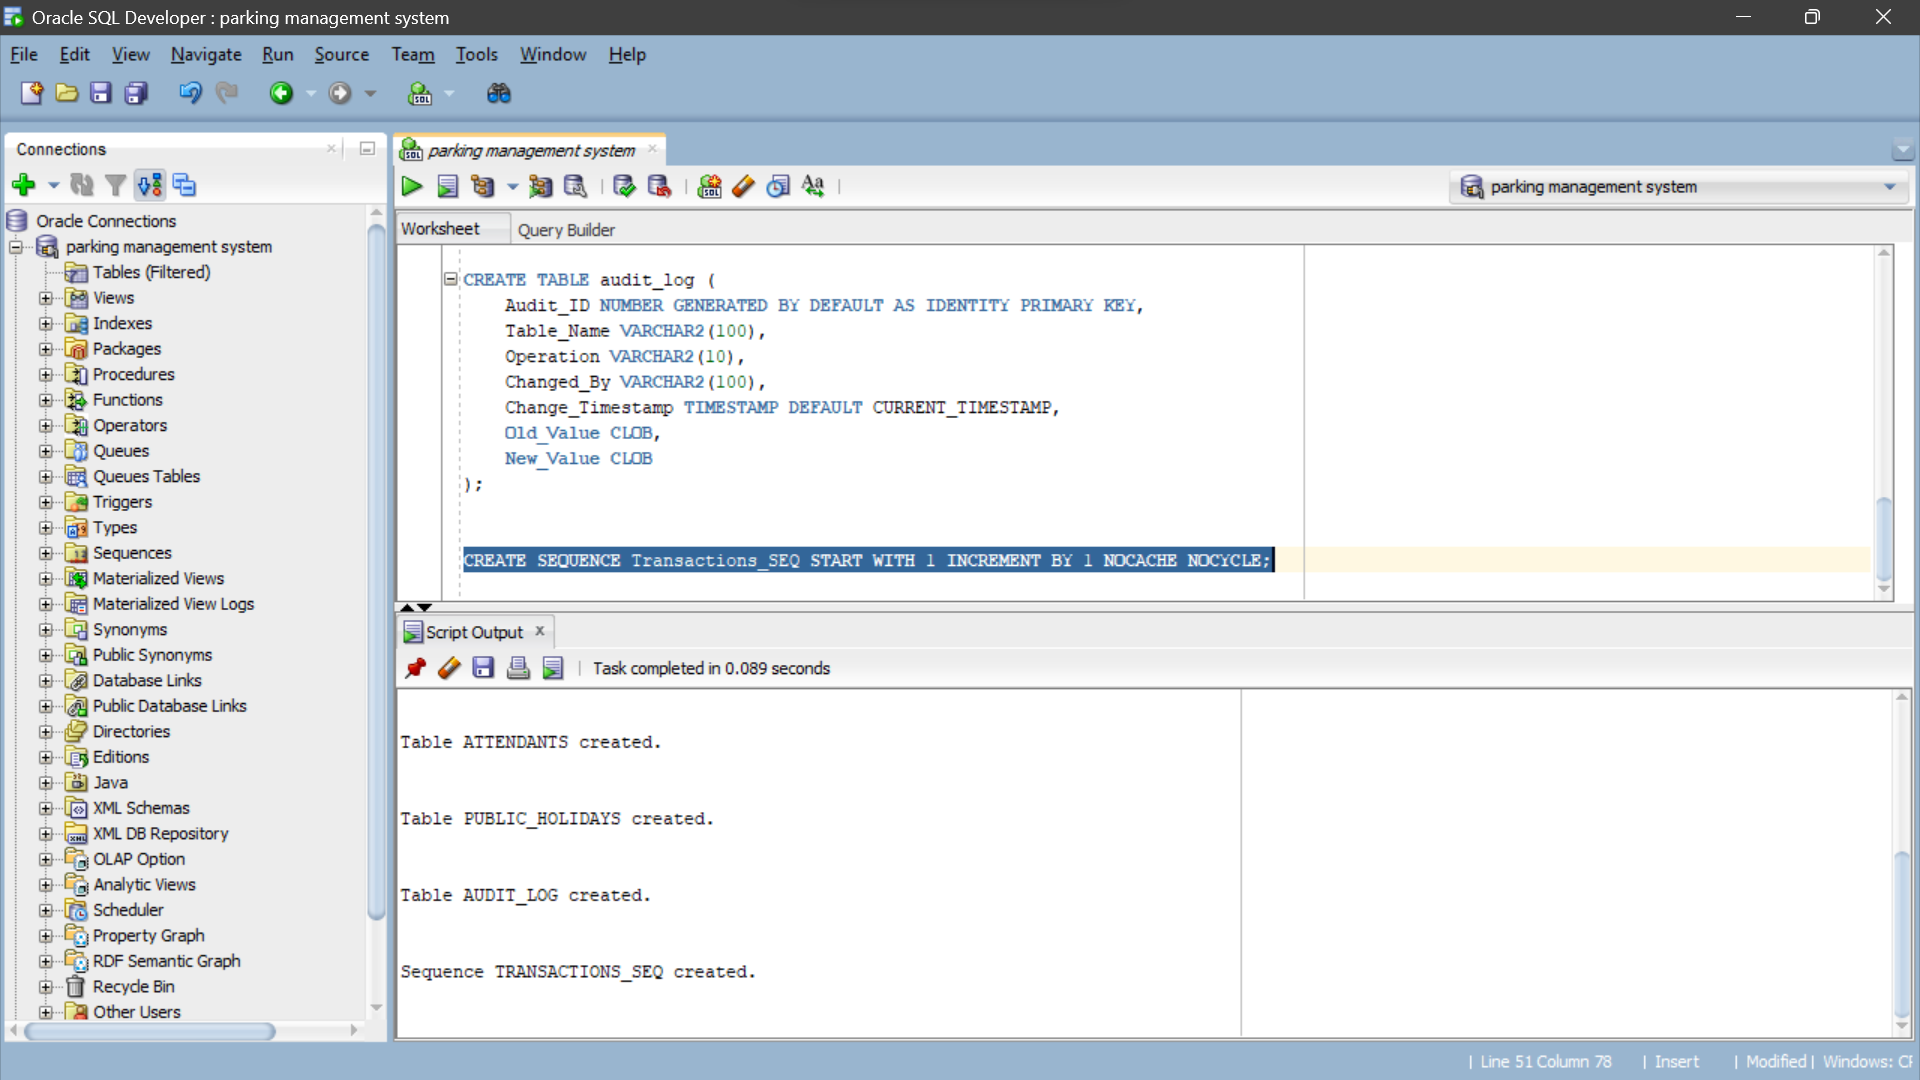 Oracle SQL Developer : parking management system
File Edit View Navigate Run Source Team Tools Window Help
Connections
parking management system
parking management system
Worksheet Query Builder
Oracle Connections
parking management system
Tables (Filtered)
Views
Indexes
Packages
Procedures
Functions
Operators
Queues
Queues Tables
Triggers
Types
Sequences
Materialized Views
Materialized View Logs
Synonyms
Public Synonyms
Database Links
Public Database Links
Directories
Editions
Java
XML Schemas
XML DB Repository
OLAP Option
Analytic Views
Scheduler
Property Graph
RDF Semantic Graph
Recycle Bin
Other Users
CREATE TABLE audit_log (
Audit_ID NUMBER GENERATED BY DEFAULT AS IDENTITY PRIMARY KEY,
Table_Name VARCHAR2(100),
Operation VARCHAR2(10),
Changed_By VARCHAR2(100),
Change_Timestamp TIMESTAMP DEFAULT CURRENT_TIMESTAMP,
Old_Value CLOB,
New_Value CLOB
);
CREATE SEQUENCE Transactions_SEQ START WITH 1 INCREMENT BY 1 NOCACHE NOCYCLE;
Script Output
Task completed in 0.089 seconds
Table ATTENDANTS created.
Table PUBLIC_HOLIDAYS created.
Table AUDIT_LOG created.
Sequence TRANSACTIONS_SEQ created.
| Line 51 Column 78 | Insert | Modified | Windows: CF